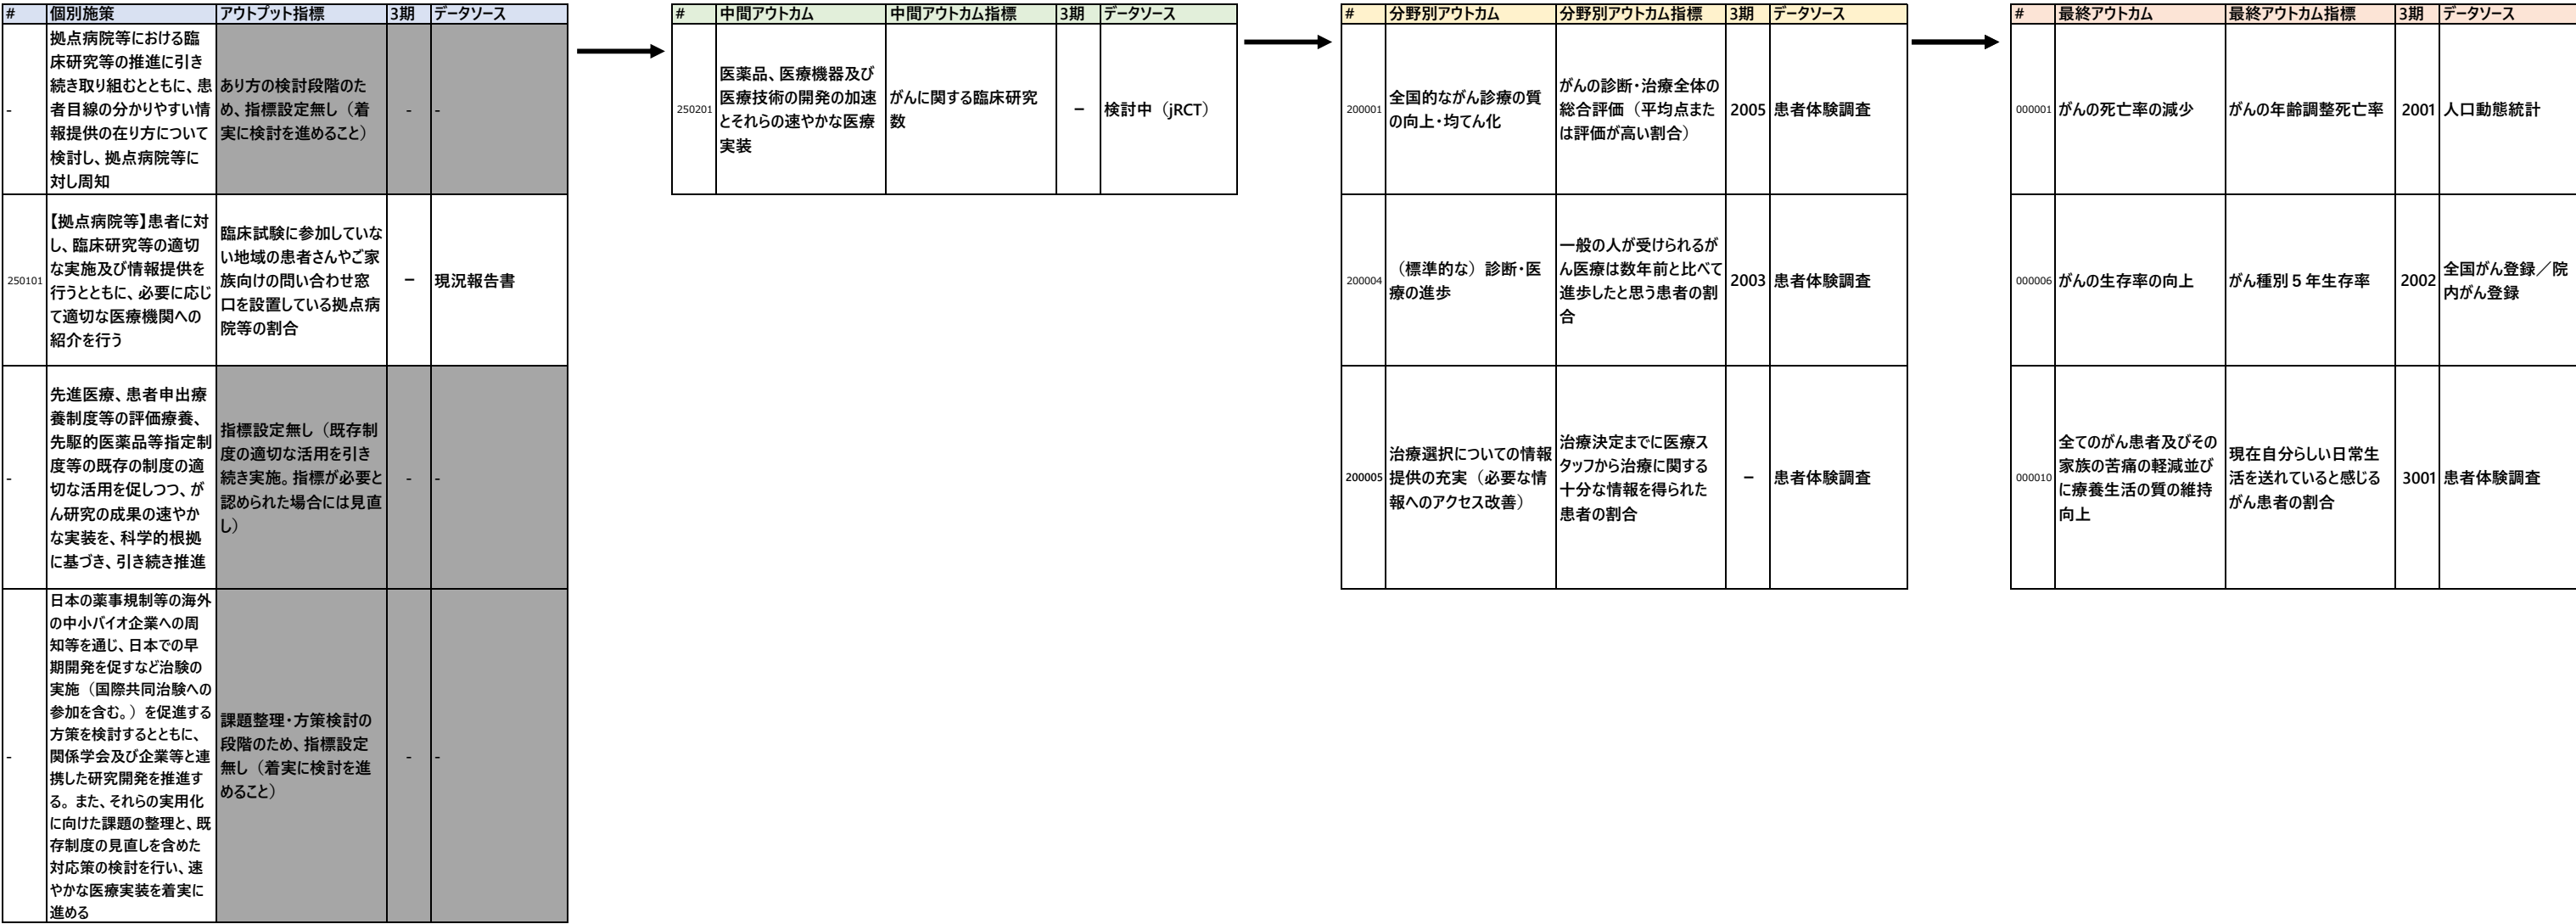 # 個別施策 アウトプット指標 3期 データソース
-
拠点病院等における臨
床研究等の推進に引き
続き取り組むとともに、患
者目線の分かりやすい情
報提供の在り方について
検討し、拠点病院等に
対し周知
あり方の検討段階のた
め、指標設定無し（着
実に検討を進めること）
-
-
250101
【拠点病院等】患者に対
し、臨床研究等の適切
な実施及び情報提供を
行うとともに、必要に応じ
て適切な医療機関への
紹介を行う
臨床試験に参加していな
い地域の患者さんやご家
族向けの問い合わせ窓
口を設置している拠点病
院等の割合
－
現況報告書
-
先進医療、患者申出療
養制度等の評価療養、
先駆的医薬品等指定制
度等の既存の制度の適
切な活用を促しつつ、が
ん研究の成果の速やか
な実装を、科学的根拠
に基づき、引き続き推進
指標設定無し（既存制
度の適切な活用を引き
続き実施。指標が必要と
認められた場合には見直
し）
-
-
-
日本の薬事規制等の海外
の中小バイオ企業への周
知等を通じ、日本での早
期開発を促すなど治験の
実施（国際共同治験への
参加を含む。）を促進する
方策を検討するとともに、
関係学会及び企業等と連
携した研究開発を推進す
る。また、それらの実用化
に向けた課題の整理と、既
存制度の見直しを含めた
対応策の検討を行い、速
やかな医療実装を着実に
進める
課題整理・方策検討の
段階のため、指標設定
無し（着実に検討を進
めること）
-
-
# 中間アウトカム 中間アウトカム指標 3期 データソース
250201
医薬品、医療機器及び
医療技術の開発の加速
とそれらの速やかな医療
実装
がんに関する臨床研究
数
－
検討中（jRCT）
# 分野別アウトカム 分野別アウトカム指標 3期 データソース
200001
全国的ながん診療の質
の向上・均てん化
がんの診断・治療全体の
総合評価（平均点また
は評価が高い割合）
2005
患者体験調査
200004
（標準的な）診断・医
療の進歩
一般の人が受けられるが
ん医療は数年前と比べて
進歩したと思う患者の割
合
2003
患者体験調査
200005
治療選択についての情報
提供の充実（必要な情
報へのアクセス改善）
治療決定までに医療ス
タッフから治療に関する
十分な情報を得られた
患者の割合
－
患者体験調査
# 最終アウトカム 最終アウトカム指標 3期 データソース
000001
がんの死亡率の減少
がんの年齢調整死亡率
2001
人口動態統計
000006
がんの生存率の向上
がん種別５年生存率
2002
全国がん登録／院
内がん登録
000010
全てのがん患者及びその
家族の苦痛の軽減並び
に療養生活の質の維持
向上
現在自分らしい日常生
活を送れていると感じる
がん患者の割合
3001
患者体験調査